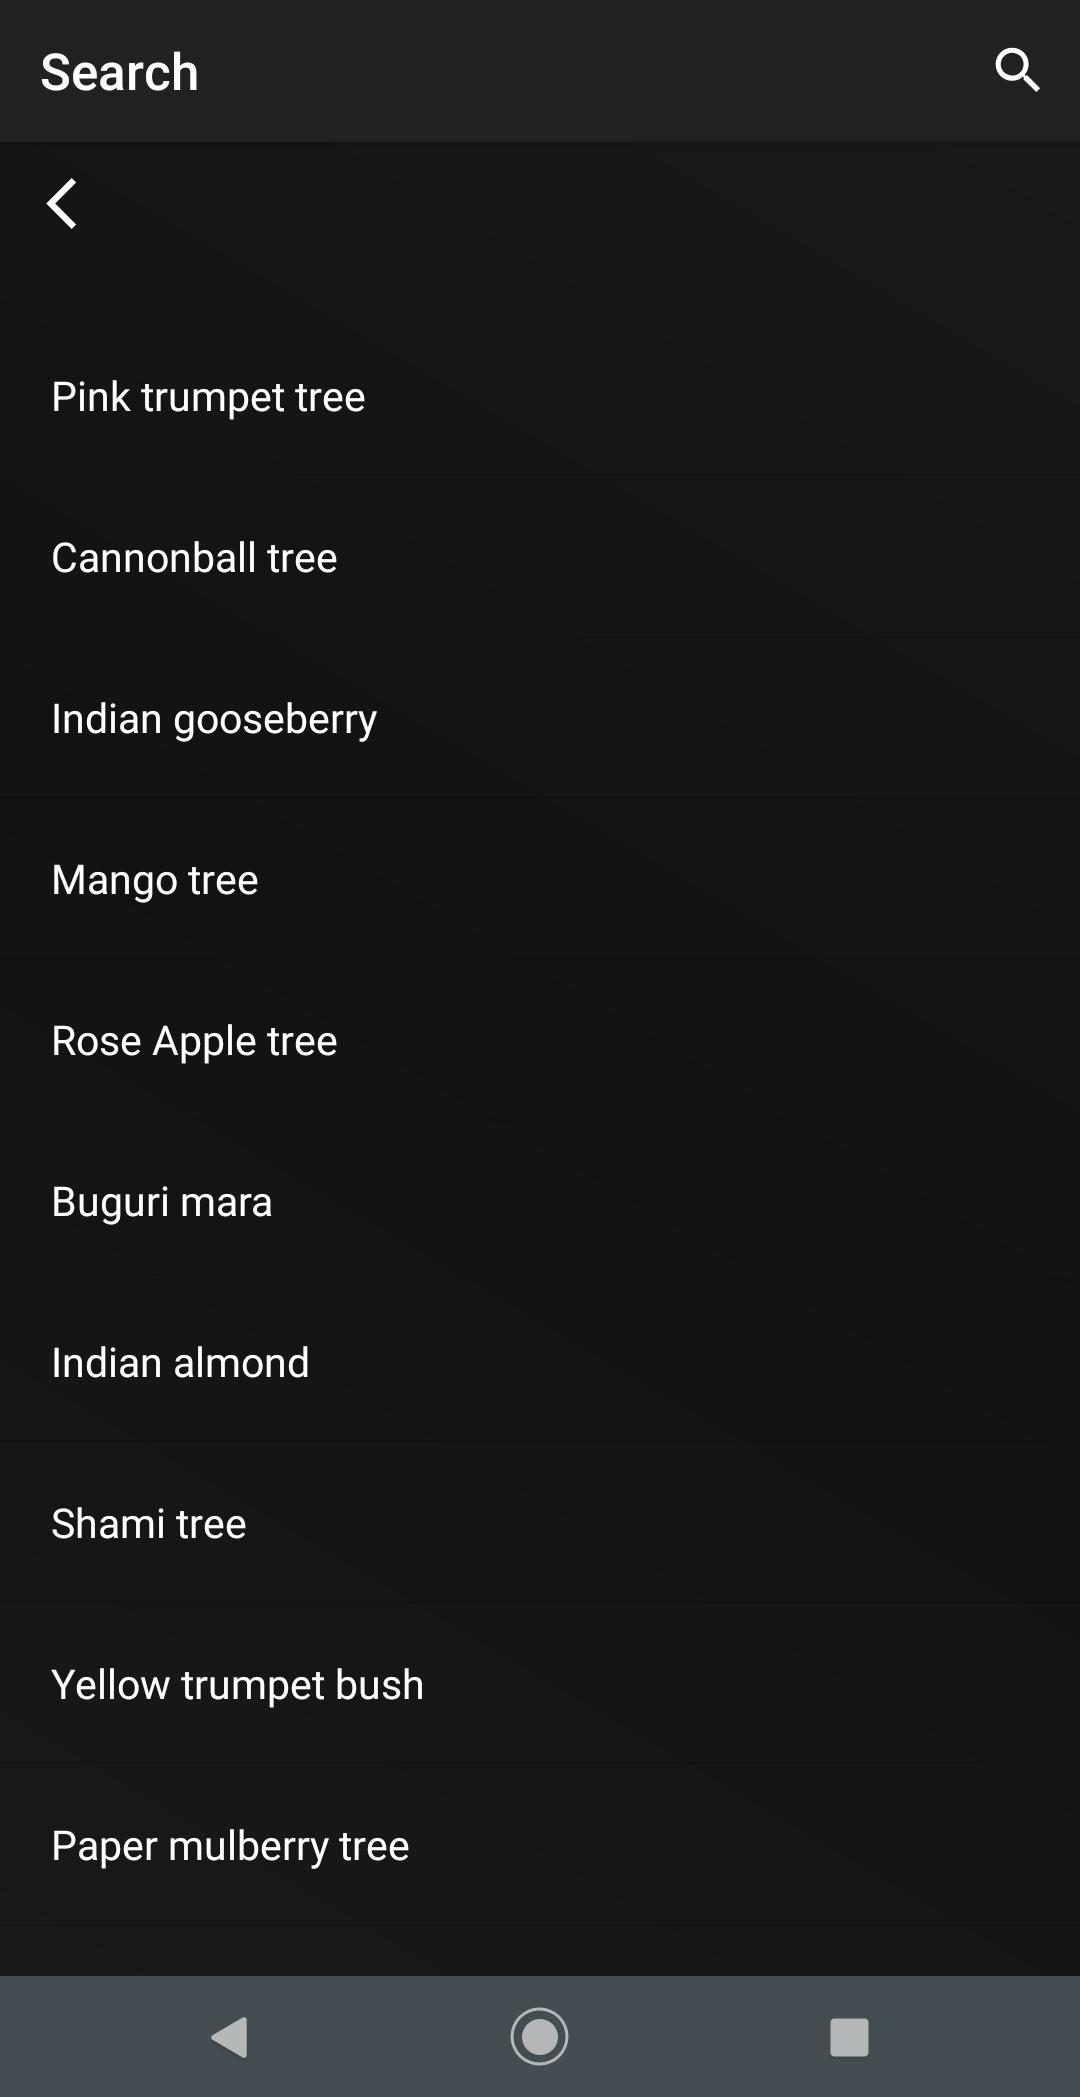 Search
Pink trumpet tree
Cannonball tree
Indian gooseberry
Mango tree
Rose Apple tree
Buguri mara
Indian almond
Shami tree
Yellow trumpet bush
Paper mulberry tree